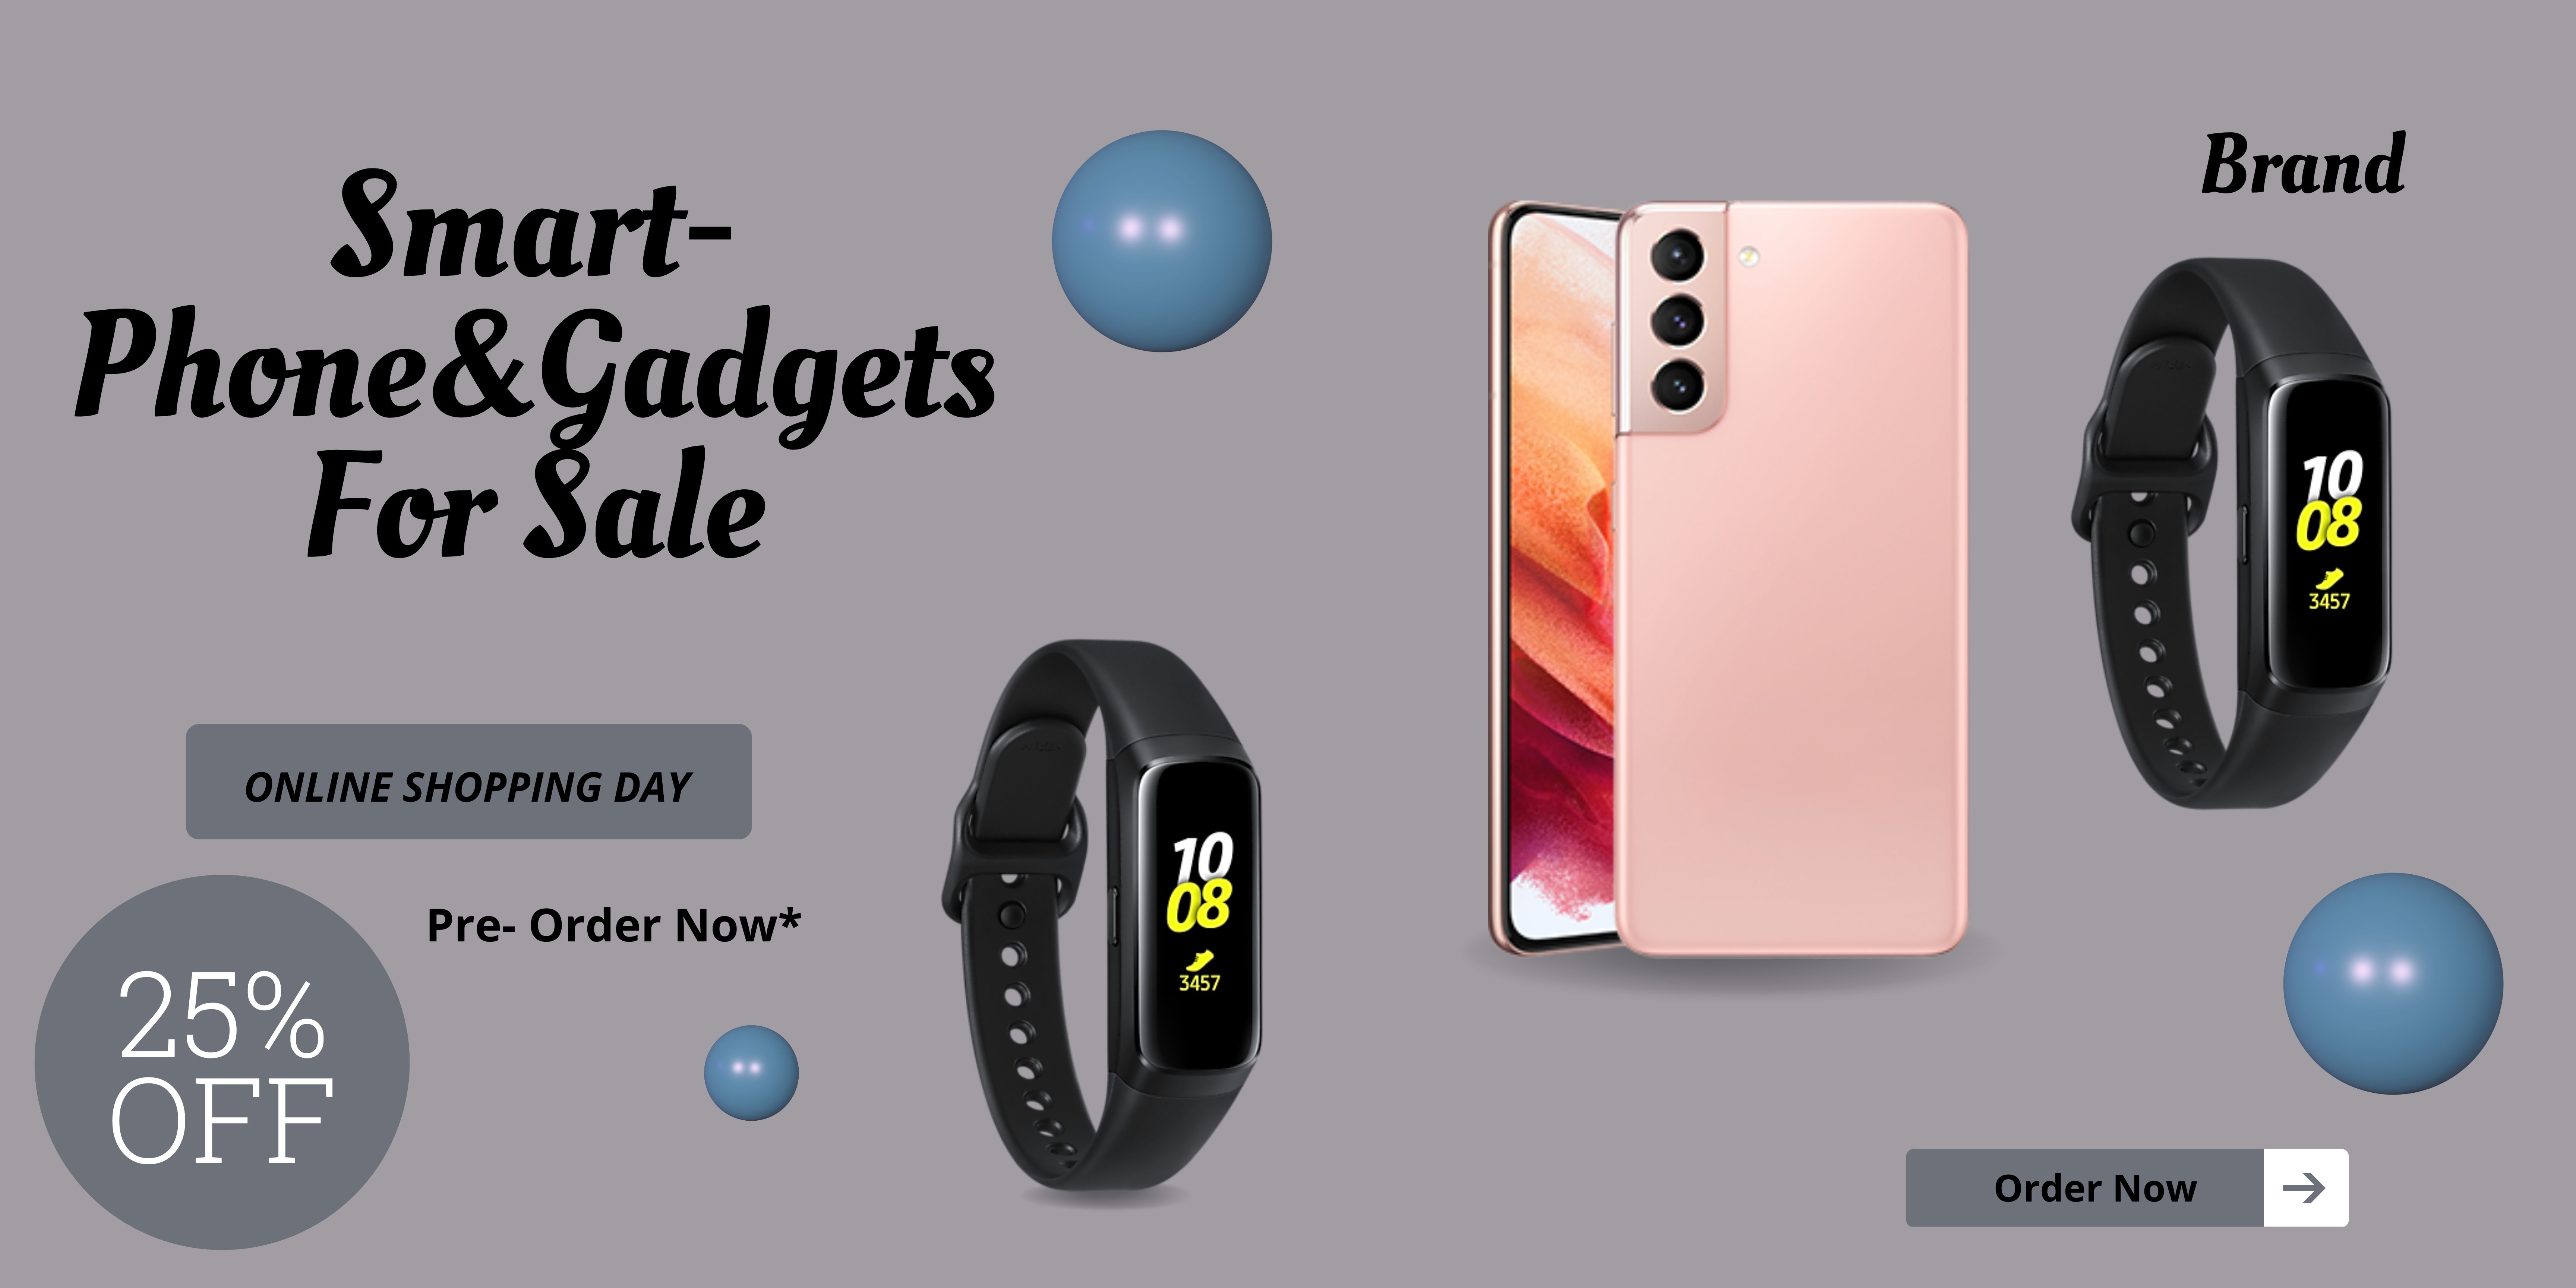 Smart-
Phone&Gadgets
For Sale
ONLINE SHOPPING DAY
Pre- Order Now*
25%
OFF
10
08
3457
Brand
10
08
3457
Order Now